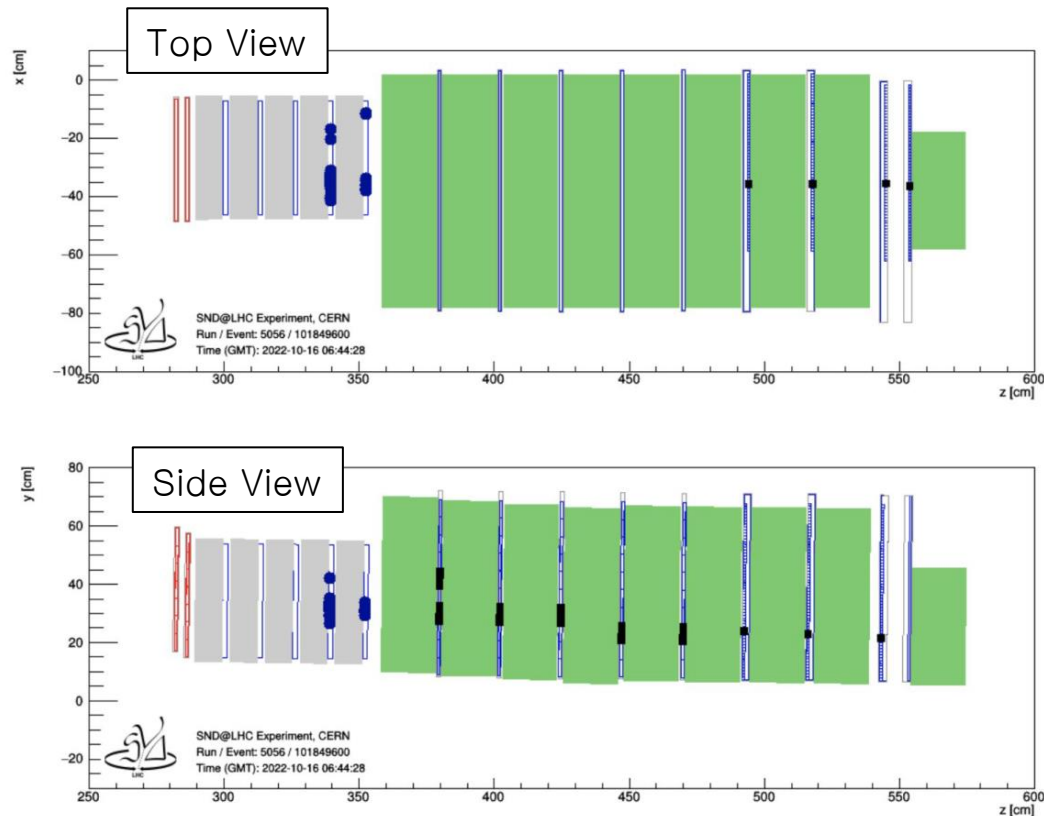 Top View
x [cm]
0
−20
−40
−60
−80
−100
SND@LHC Experiment, CERN
Run / Event: 5056 / 101849600
Time (GMT): 2022-10-16 06:44:28
LHC
250 300 350 400 450 500 550 600
z [cm]
Side View
y [cm]
80
60
40
20
0
−20
SND@LHC Experiment, CERN
Run / Event: 5056 / 101849600
Time (GMT): 2022-10-16 06:44:28
LHC
250 300 350 400 450 500 550 600
z [cm]